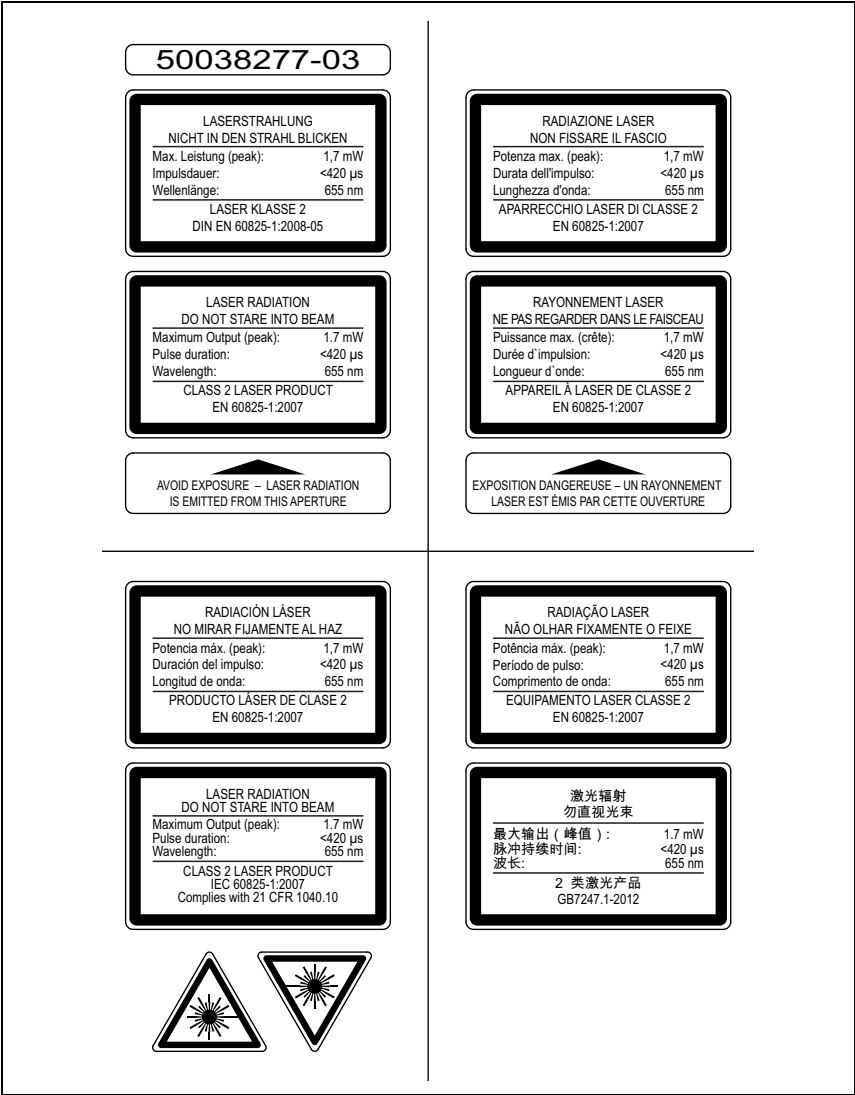 50038277-03
LASERSTRAHLUNG
NICHT IN DEN STRAHL BLICKEN
Max. Leistung (peak): 1,7 mW
Impulsdauer: <420 µs
Wellenlänge: 655 nm
LASER KLASSE 2
DIN EN 60825-1:2008-05
LASER RADIATION
DO NOT STARE INTO BEAM
Maximum Output (peak): 1.7 mW
Pulse duration: <420 µs
Wavelength: 655 nm
CLASS 2 LASER PRODUCT
EN 60825-1:2007
AVOID EXPOSURE – LASER RADIATION
IS EMITTED FROM THIS APERTURE
RADIAZIONE LASER
NON FISSARE IL FASCIO
Potenza max. (peak): 1,7 mW
Durata dell'impulso: <420 µs
Lunghezza d'onda: 655 nm
APARRECCHIO LASER DI CLASSE 2
EN 60825-1:2007
RAYONNEMENT LASER
NE PAS REGARDER DANS LE FAISCEAU
Puissance max. (crête): 1,7 mW
Durée d`impulsion: <420 µs
Longueur d`onde: 655 nm
APPAREIL À LASER DE CLASSE 2
EN 60825-1:2007
EXPOSITION DANGEREUSE – UN RAYONNEMENT
LASER EST ÉMIS PAR CETTE OUVERTURE
RADIACIÓN LÁSER
NO MIRAR FIJAMENTE AL HAZ
Potencia máx. (peak): 1,7 mW
Duración del impulso: <420 µs
Longitud de onda: 655 nm
PRODUCTO LÁSER DE CLASE 2
EN 60825-1:2007
LASER RADIATION
DO NOT STARE INTO BEAM
Maximum Output (peak): 1.7 mW
Pulse duration: <420 µs
Wavelength: 655 nm
CLASS 2 LASER PRODUCT
IEC 60825-1:2007
Complies with 21 CFR 1040.10
RADIAÇÃO LASER
NÃO OLHAR FIXAMENTE O FEIXE
Potência máx. (peak): 1,7 mW
Período de pulso: <420 µs
Comprimento de onda: 655 nm
EQUIPAMENTO LASER CLASSE 2
EN 60825-1:2007
激光辐射
勿直视光束
最大输出（峰值）: 1.7 mW
脉冲持续时间: <420 µs
波长: 655 nm
2 类激光产品
GB7247.1-2012